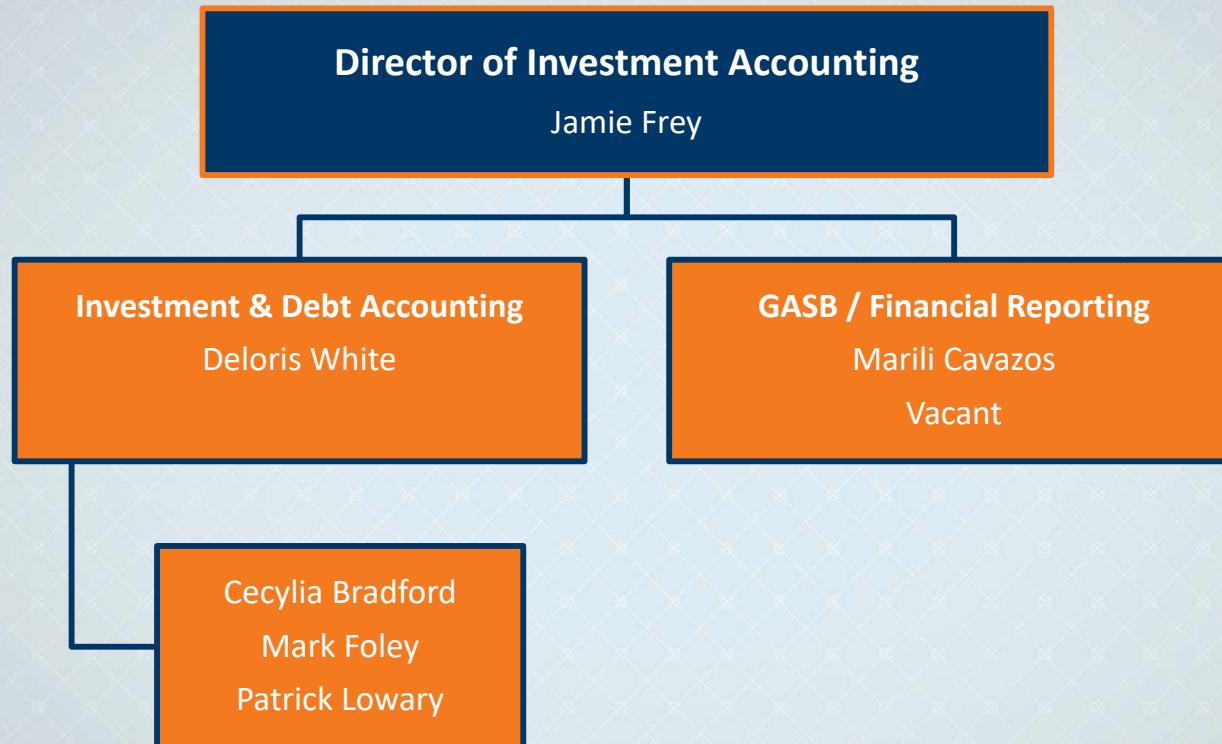 Director of Investment Accounting
Jamie Frey
Investment & Debt Accounting
Deloris White
GASB / Financial Reporting
Marili Cavazos
Vacant
Cecylia Bradford
Mark Foley
Patrick Lowary